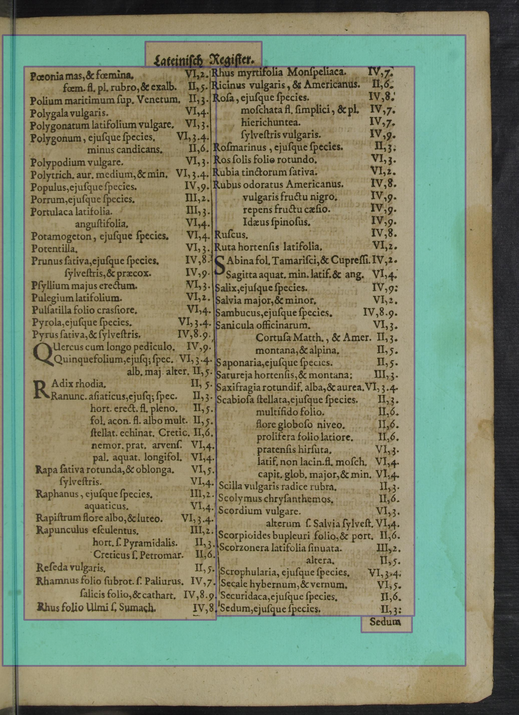 Lateinisch Register.
Pœonia mas, & fœmina. VI,2.
fœm. fl. pl. rubro, & exalb. II,5.
Polium maritimum sup. Venetum. II,3.
Polygala vulgaris. VI,4.
Polygonatum latifolium vulgare. VI,3.
Polygonum, ejusque species. VI,3.4.
minus candicans. II,6.
Polypodium vulgare. VI,3.
Polytrich. aur. medium, & min. VI,3.4.
Populus, ejusque species. IV,9.
Porrum, ejusque species. III,2.
Portulaca latifolia. III,3.
angustifolia. VI,4.
Potamogeton, ejusque species. VI,4.
Potentilla. VI,3.
Prunus sativa, ejusque species. IV,8.
sylvestris, & præcox. IV,9.
Psyllium majus erectum. VI,3.
Pulegium latifolium. VI,2.
Pulsatilla folio crassiore. VI,4.
Pyrola, ejusque species. VI,3.4.
Pyrus sativa, & sylvestris. IV,8.9.
Quercus cum longo pediculo. IV,9.
Quinquefolium, ejusq; spec. VI,3.4.
alb. maj. alter. II,5.
Radix rhodia. II,5.
Ranunc. asiaticus, ejusq; spec. II,3.
hort. erect. fl. pleno. II,5.
fol. acon. fl. albo mult. II,5.
stellat. echinat. Cretic. II,6.
nemor. prat. arvens. VI,4.
pal. aquat. longifol. VI,4.
Rapa sativa rotunda, & oblonga. VI,5.
sylvestris. VI,4.
Raphanus, ejusque species. III,2.
aquaticus. VI,4.
Rapistrum flore albo, & luteo. VI,3.4.
Rapunculus esculentus. III,2.
hort. s. Pyramidalis. II,3.
Creticus s. Petromar. II,6.
Reseda vulgaris. II,5.
Rhamnus folio subrot. s. Paliurus. IV,7.
salicis folio, & cathart. IV,8.9.
Rhus folio Ulmi s. Sumach. IV,8.
Rhus myrtifolia Monspeliaca. IV,7.
Ricinus vulgaris, & Americanus. II,6.
Rosa, ejusque species. IV,8.
moschata fl. simplici, & pl. IV,7.
hierichuntea. IV,7.
sylvestris vulgaris. IV,9.
Rosmarinus, ejusque species. II,3.
Ros solis folio rotundo. VI,3.
Rubia tinctorum sativa. VI,2.
Rubus odoratus Americanus. IV,8.
vulgaris fructu nigro. IV,9.
repens fructu cæsio. IV,9.
Idæus spinosus. IV,9.
Ruscus. IV,8.
Ruta hortensis latifolia. VI,2.
Sabina fol. Tamarisci, & Cupressi. IV,2.
Sagitta aquat. min. latif. & ang. VI,4.
Salix, ejusque species. IV,9.
Salvia major, & minor. VI,2.
Sambucus, ejusque species. IV,8.9.
Sanicula officinarum. VI,3.
Cortusa Matth., & Amer. II,3.
montana, & alpina. II,5.
Saponaria, ejusque species. II,5.
Satureja hortensis, & montana. III,3.
Saxifragia rotundif. alba, & aurea. VI,3.4.
Scabiosa stellata, ejusque species. II,3.
multifido folio. II,6.
flore globoso niveo. II,6.
prolifera folio latiore. II,6.
pratensis hirsuta. VI,3.
latif. non lacin. fl. mosch. VI,4.
capit. glob. major, & min. VI,4.
Scilla vulgaris radice rubra. II,3.
Scolymus chrysanthemos. II,6.
Scordium vulgare. VI,3.
alterum s. Salvia sylvest. VI,4.
Scorpioides bupleuri folio, & port. II,6.
Scorzonera latifolia sinuata. III,2.
altera. II,5.
Scrophularia, ejusque species. VI,3.4.
Secale hybernum, & vernum. VI,5.
Securidaca, ejusque species. II,6.
Sedum, ejusque species. II,3.
Sedum